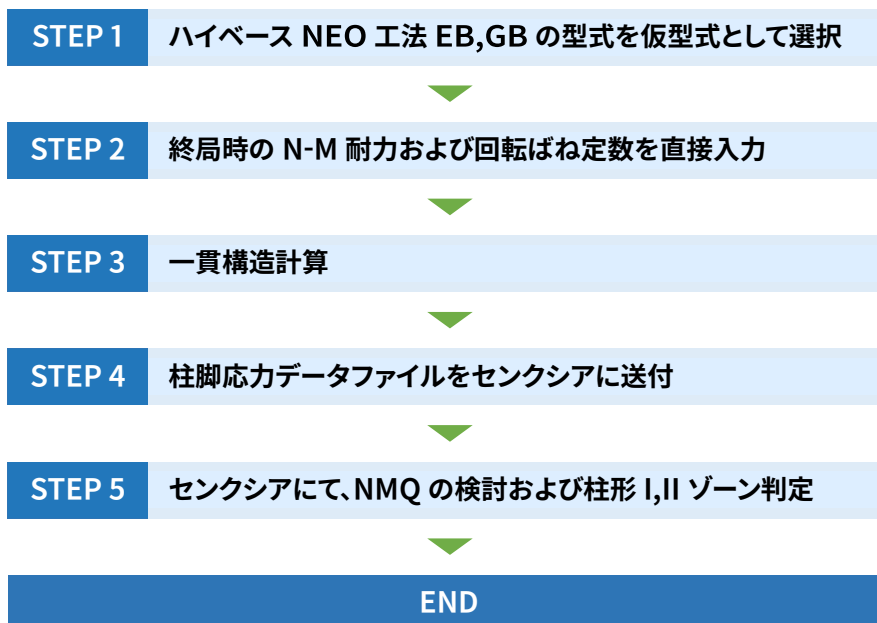 STEP 1 ハイベース NEO 工法 EB,GB の型式を仮型式として選択
STEP 2 終局時の N-M 耐力および回転ばね定数を直接入力
STEP 3 一貫構造計算
STEP 4 柱脚応力データファイルをセンクシアに送付
STEP 5 センクシアにて、NMQ の検討および柱形 I,II ゾーン判定
END